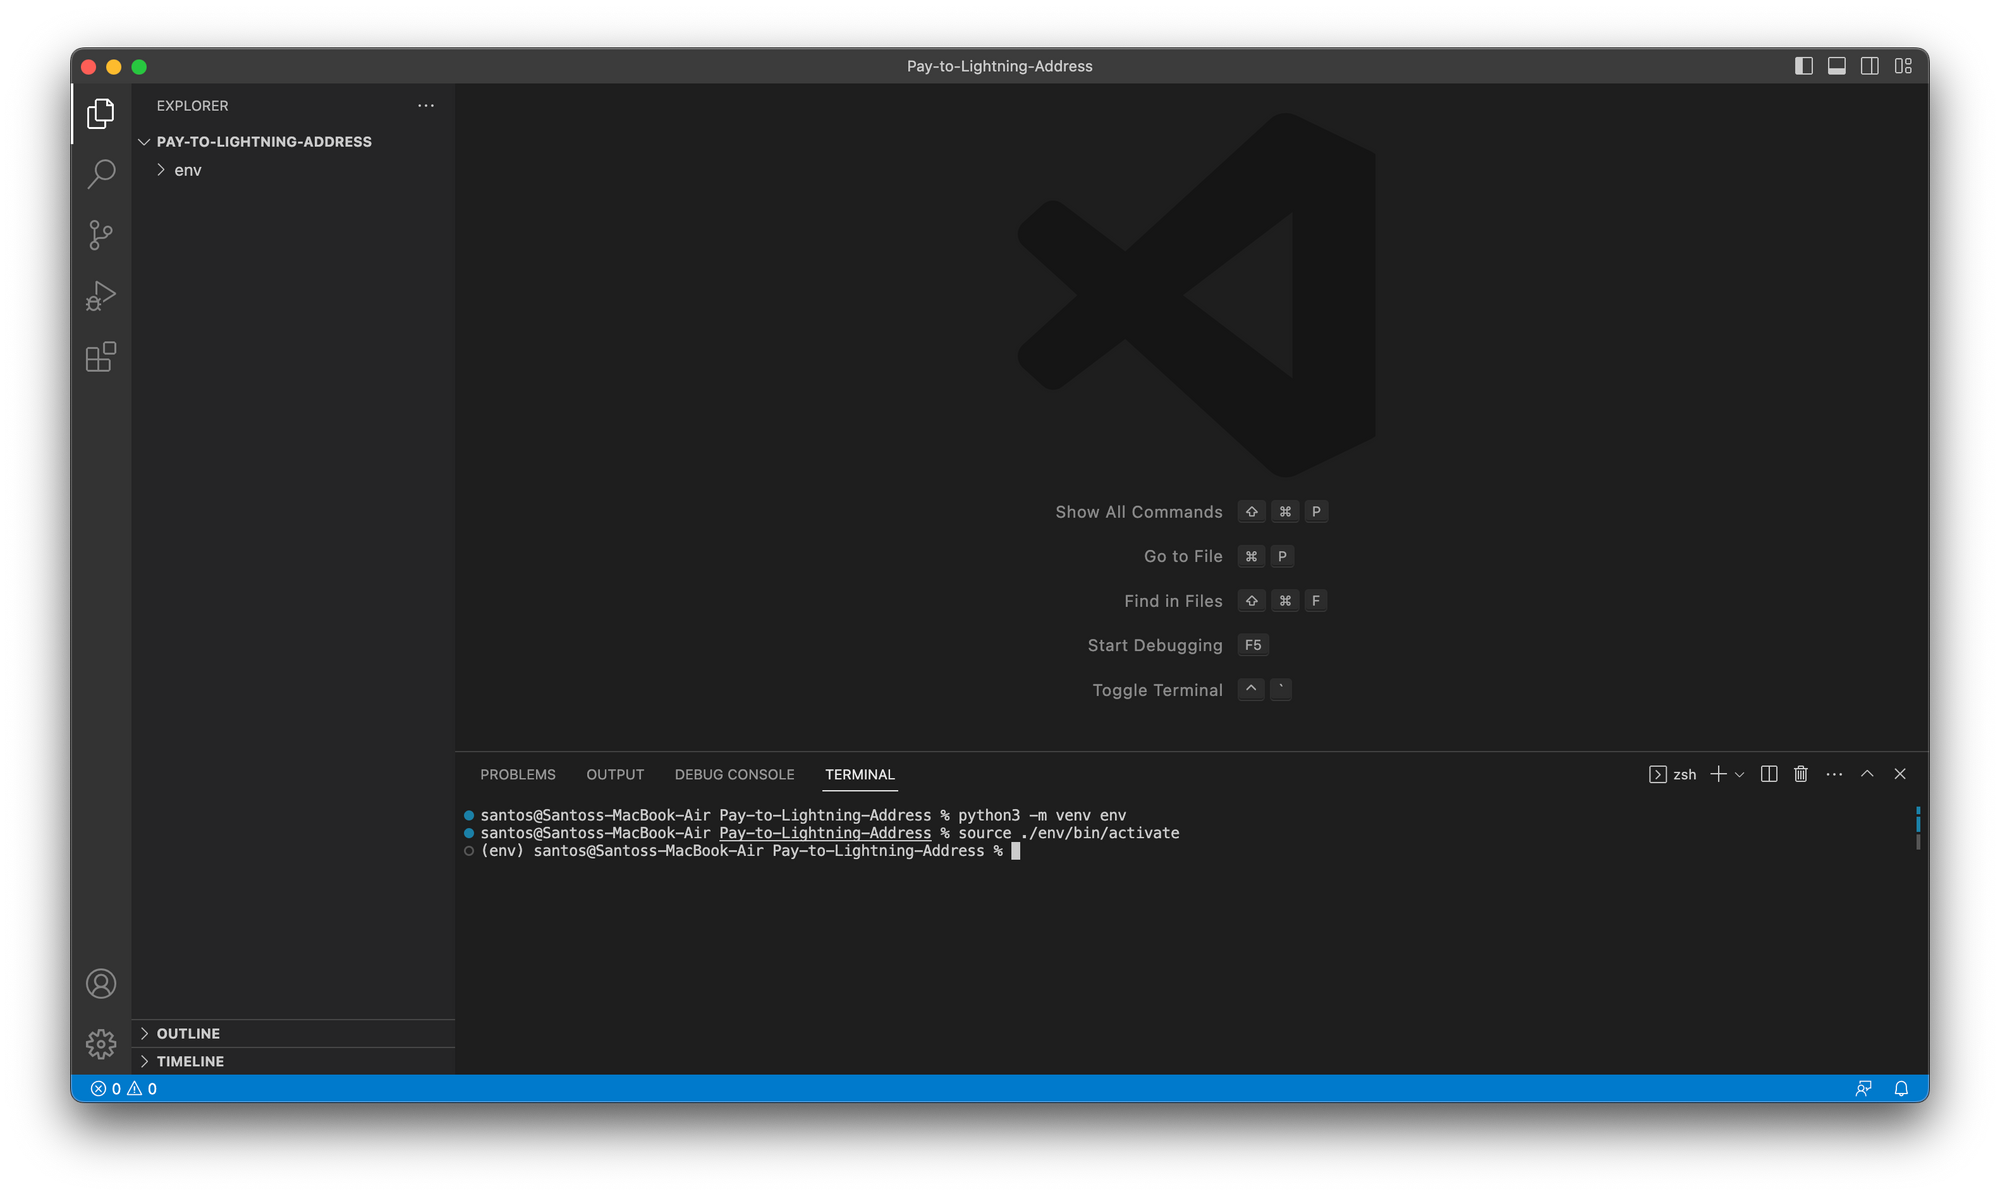 Pay-to-Lightning-Address
EXPLORER
PAY-TO-LIGHTNING-ADDRESS
env
Show All Commands ⇧ ⌘ P
Go to File ⌘ P
Find in Files ⇧ ⌘ F
Start Debugging F5
Toggle Terminal ^ `
PROBLEMS OUTPUT DEBUG CONSOLE TERMINAL zsh
santos@Santoss-MacBook-Air Pay-to-Lightning-Address % python3 -m venv env
santos@Santoss-MacBook-Air Pay-to-Lightning-Address % source ./env/bin/activate
(env) santos@Santoss-MacBook-Air Pay-to-Lightning-Address %
OUTLINE
TIMELINE
0 0